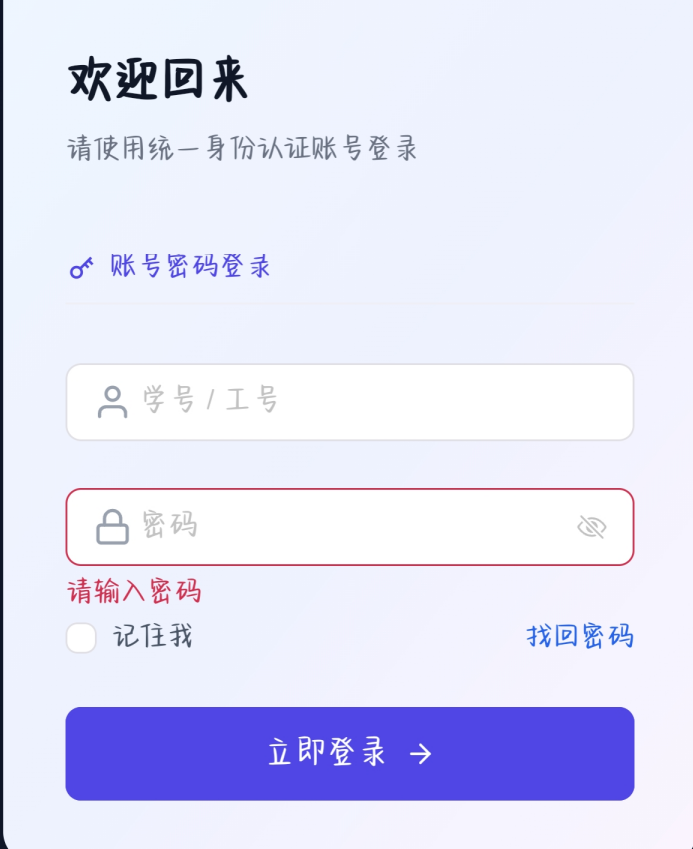 欢迎回来
请使用统一身份认证账号登录
账号密码登录
学号 / 工号
密码
请输入密码
记住我 找回密码
立即登录 →